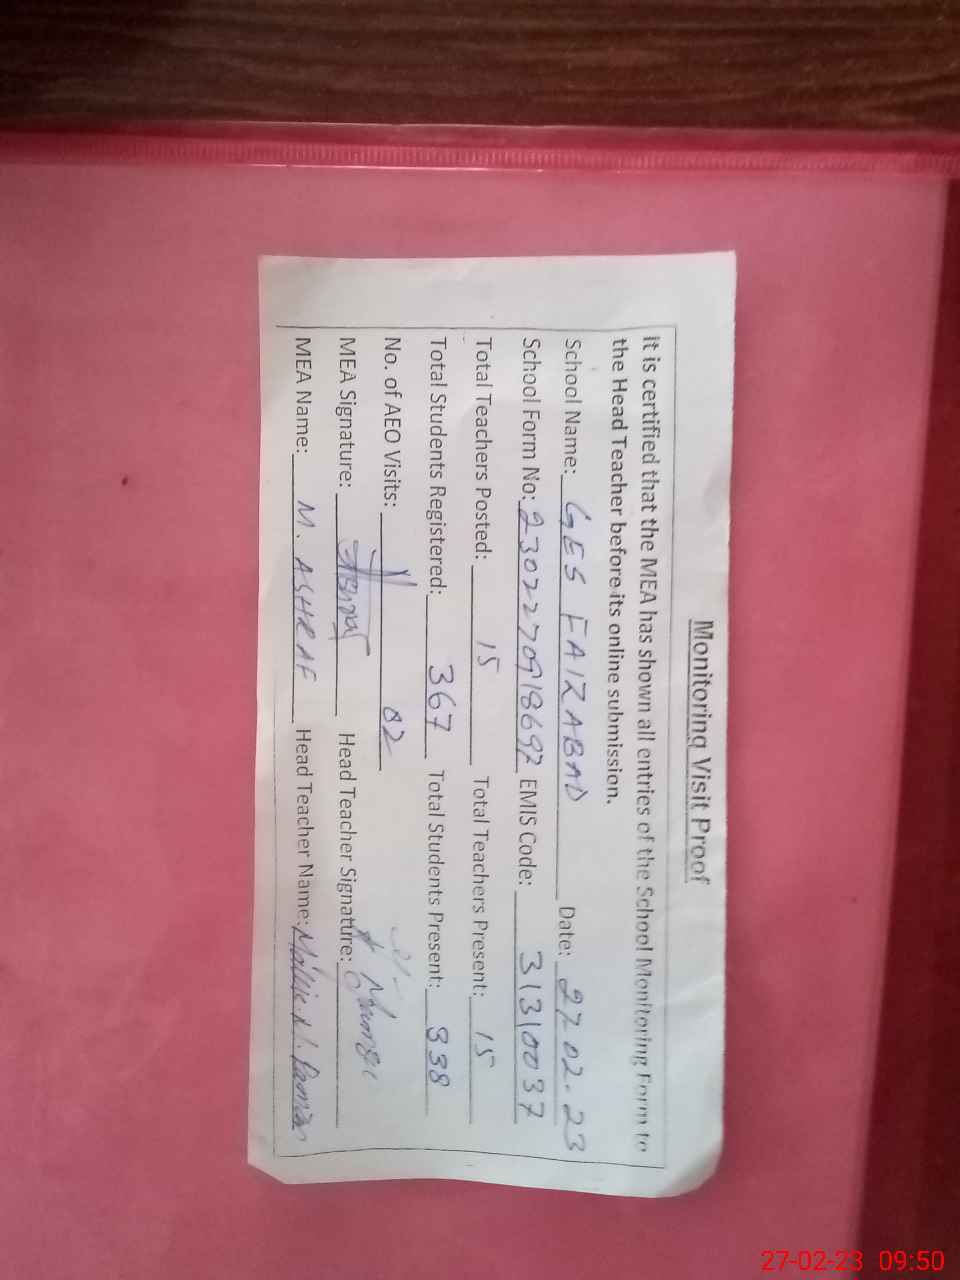 Monitoring Visit Proof
it is certified that the MEA has shown all entries of the School Monitoring Form to
the Head Teacher before its online submission.
School Name: GES FAIZABAD Date: 27.02.23
School Form No: 2302270918692 EMIS Code: 31310037
Total Teachers Posted: 15 Total Teachers Present: 15
Total Students Registered: 367 Total Students Present: 338
No. of AEO Visits: 02
MEA Signature: Head Teacher Signature:
MEA Name: M. ASHRAF Head Teacher Name:
27-02-23 09:50